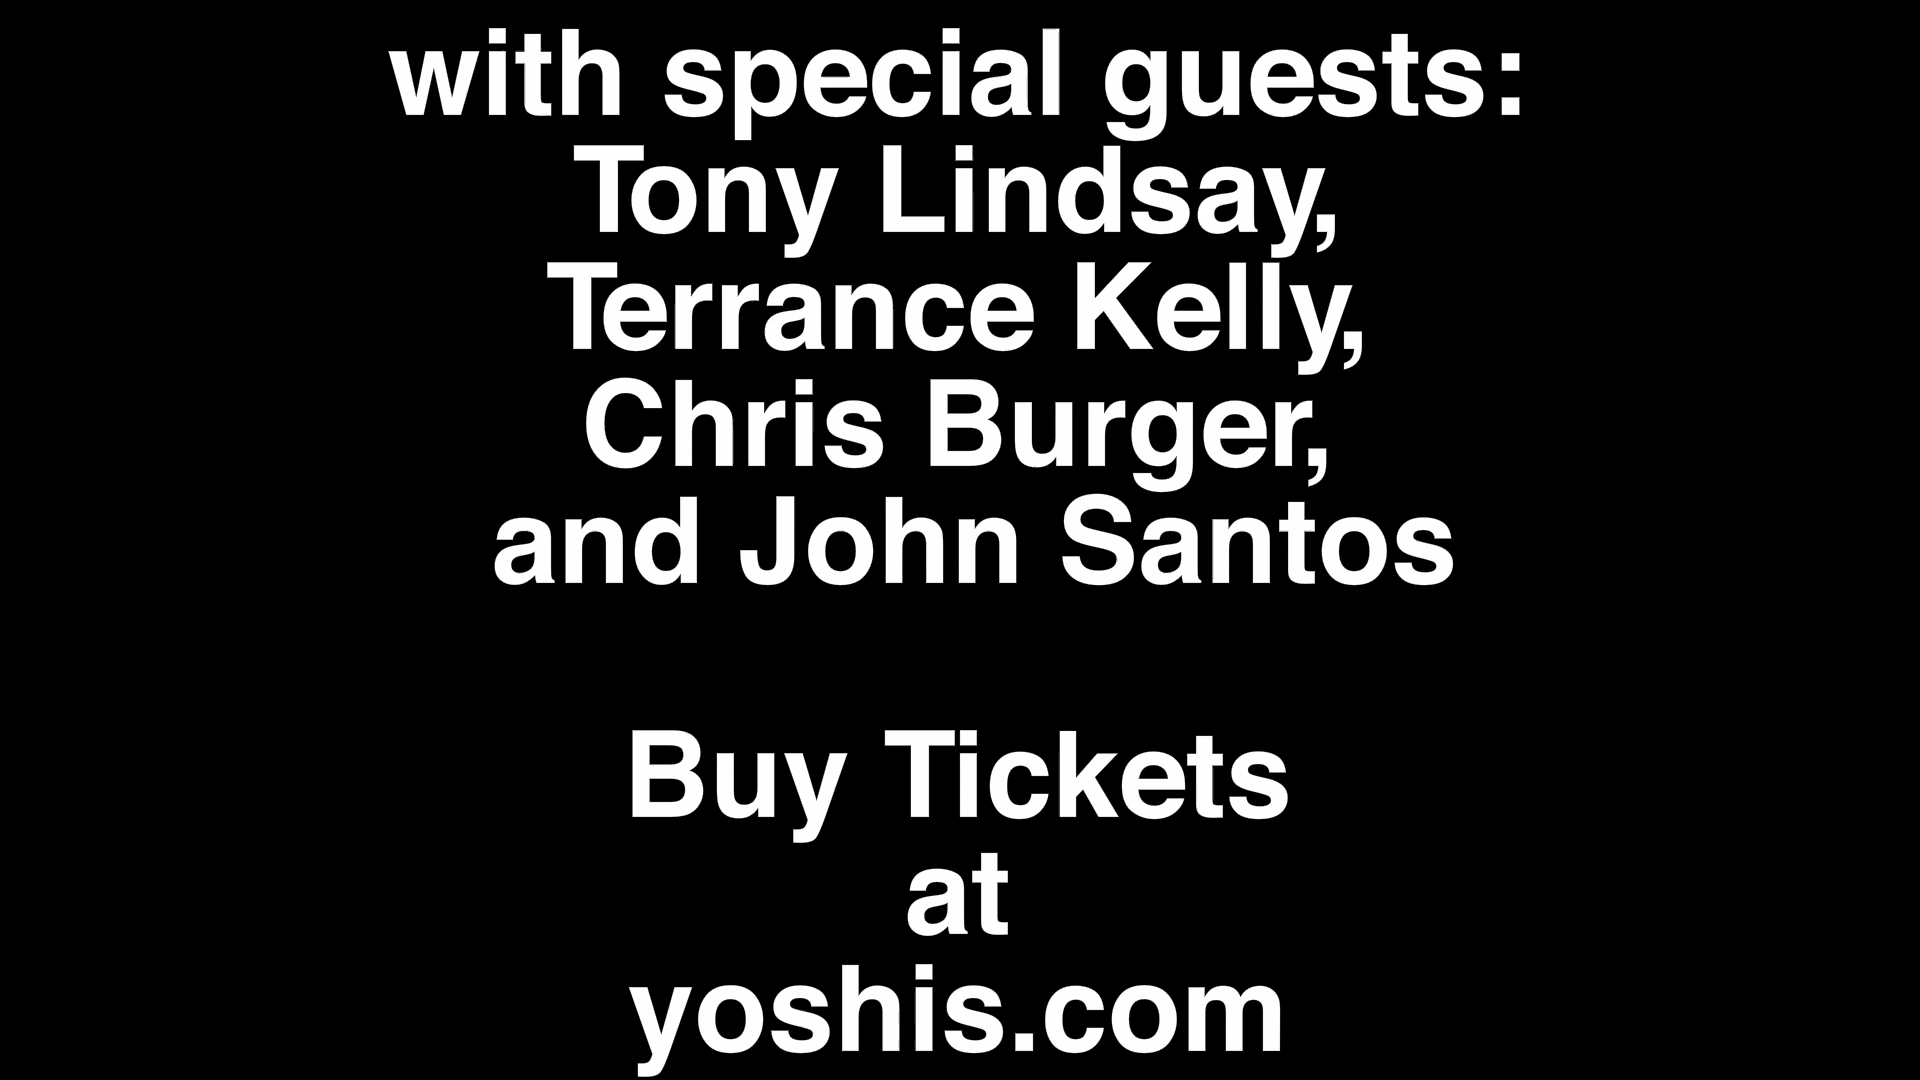 with special guests:
Tony Lindsay,
Terrance Kelly,
Chris Burger,
and John Santos
Buy Tickets
at
yoshis.com